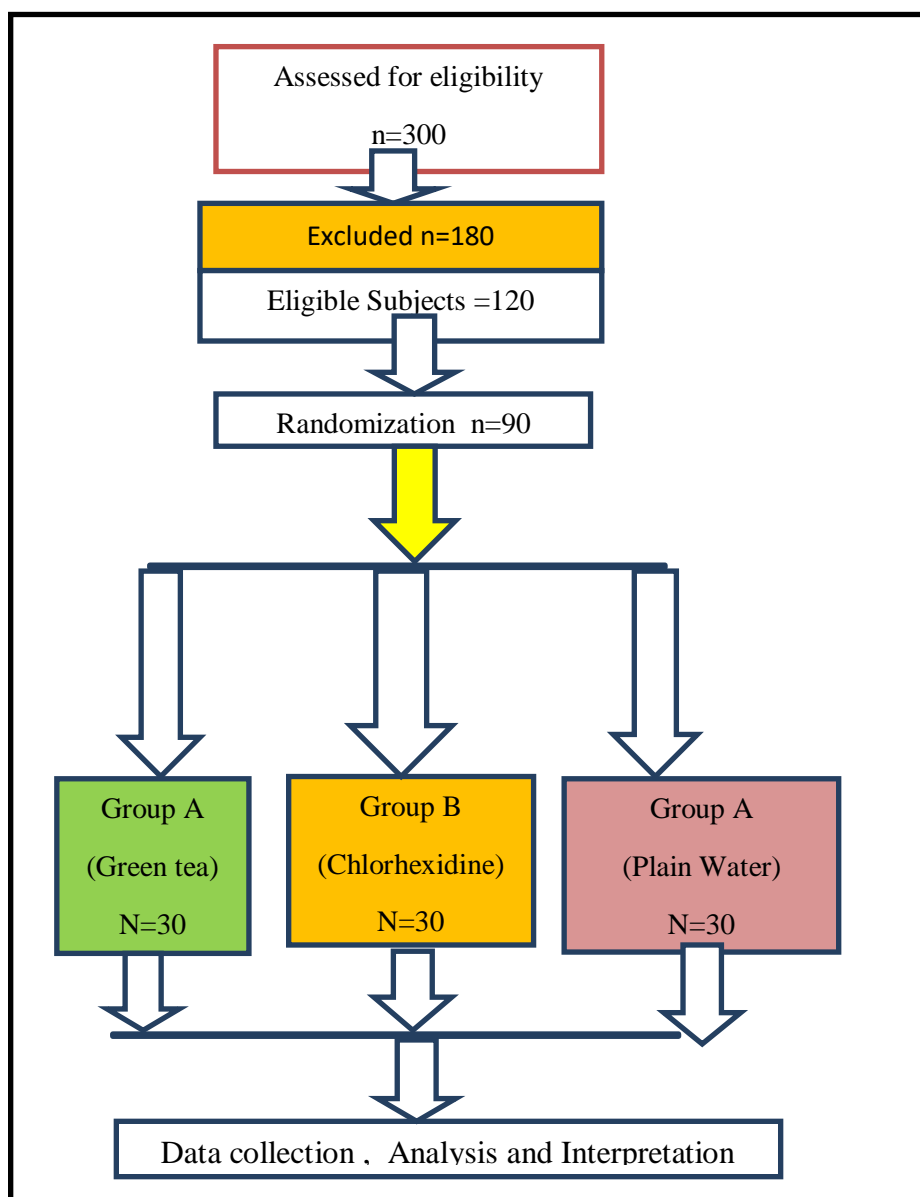 Assessed for eligibility
n=300
Excluded n=180
Eligible Subjects =120
Randomization n=90
Group A
(Green tea)
N=30
Group B
(Chlorhexidine)
N=30
Group A
(Plain Water)
N=30
Data collection , Analysis and Interpretation